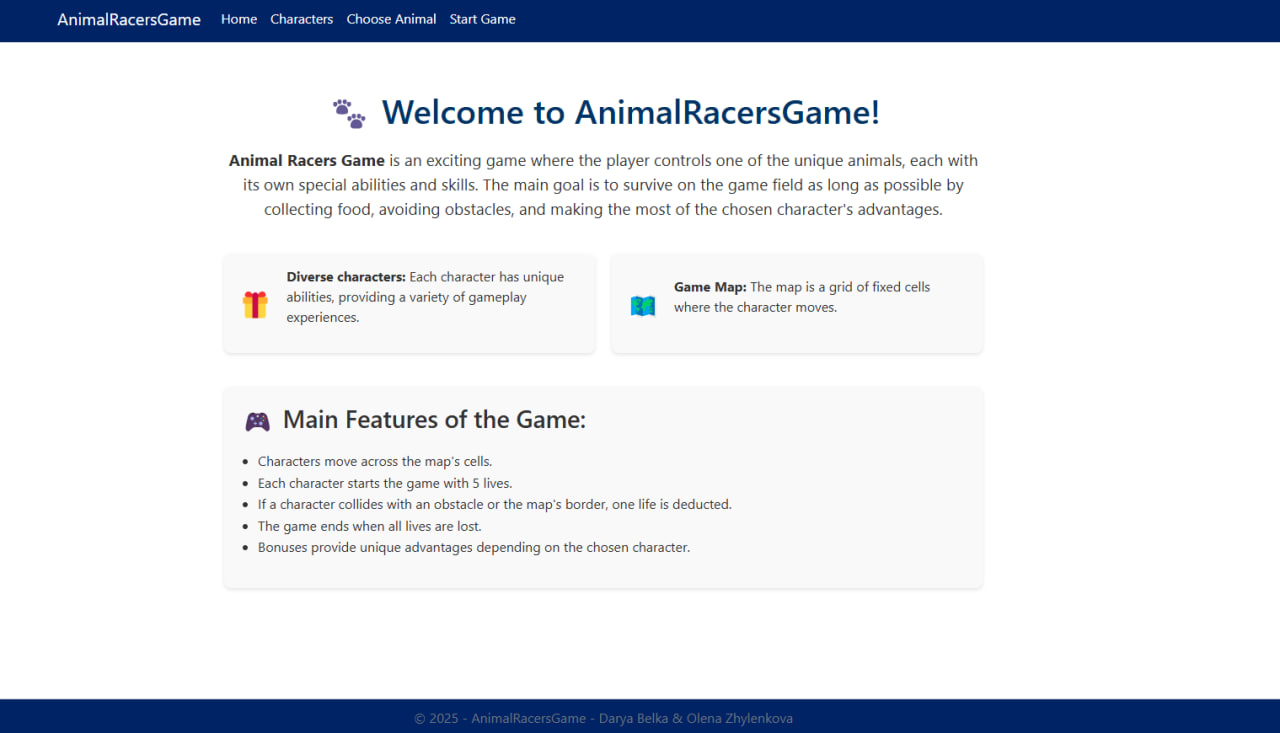 AnimalRacersGame Home Characters Choose Animal Start Game
Welcome to AnimalRacersGame!
Animal Racers Game is an exciting game where the player controls one of the unique animals, each with
its own special abilities and skills. The main goal is to survive on the game field as long as possible by
collecting food, avoiding obstacles, and making the most of the chosen character's advantages.
Diverse characters: Each character has unique
abilities, providing a variety of gameplay
experiences.
Game Map: The map is a grid of fixed cells
where the character moves.
Main Features of the Game:
Characters move across the map's cells.
Each character starts the game with 5 lives.
If a character collides with an obstacle or the map's border, one life is deducted.
The game ends when all lives are lost.
Bonuses provide unique advantages depending on the chosen character.
© 2025 - AnimalRacersGame - Darya Belka & Olena Zhylenkova